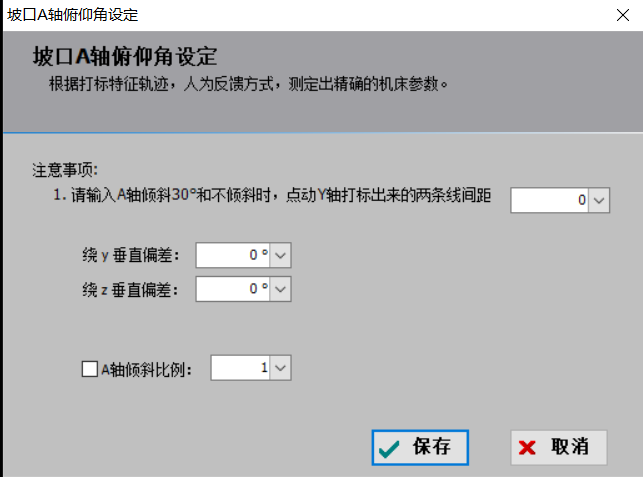 坡口A轴俯仰角设定
坡口A轴俯仰角设定
根据打标特征轨迹，人为反馈方式，测定出精确的机床参数。
注意事项:
1. 请输入A轴倾斜30°和不倾斜时，点动Y轴打标出来的两条线间距 0
绕 y 垂直偏差： 0 °
绕 z 垂直偏差： 0 °
A轴倾斜比例： 1
保存 取消